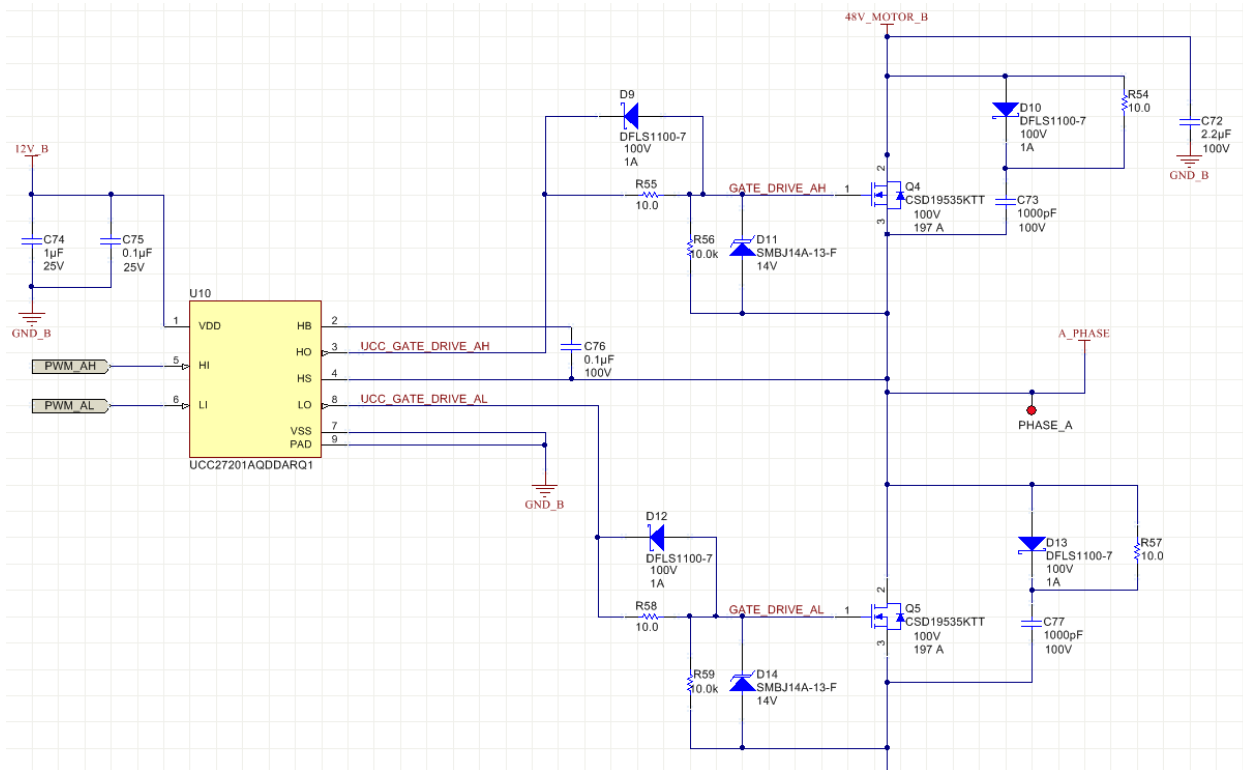 48V_MOTOR_B
D9
DFLS1100-7
100V
1A
D10
DFLS1100-7
100V
1A
R54
10.0
C72
2.2µF
100V
GND_B
12V_B
R55
10.0
GATE_DRIVE_AH
1
2
3
Q4
CSD19535KTT
100V
197 A
C73
1000pF
100V
C74
1µF
25V
C75
0.1µF
25V
R56
10.0k
D11
SMBJ14A-13-F
14V
GND_B
U10
1
VDD
HB
2
HO
3
UCC_GATE_DRIVE_AH
C76
0.1µF
100V
A_PHASE
PWM_AH
5
HI
HS
4
PWM_AL
6
LI
LO
8
UCC_GATE_DRIVE_AL
PHASE_A
VSS
7
PAD
9
UCC27201AQDDARQ1
GND_B
D12
DFLS1100-7
100V
1A
D13
DFLS1100-7
100V
1A
R57
10.0
R58
10.0
GATE_DRIVE_AL
1
2
3
Q5
CSD19535KTT
100V
197 A
C77
1000pF
100V
R59
10.0k
D14
SMBJ14A-13-F
14V